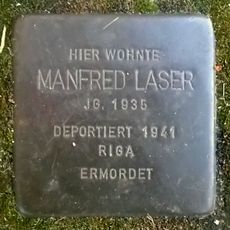 HIER WOHNTE
MANFRED LASER
JG. 1935
DEPORTIERT 1941
RIGA
ERMORDET